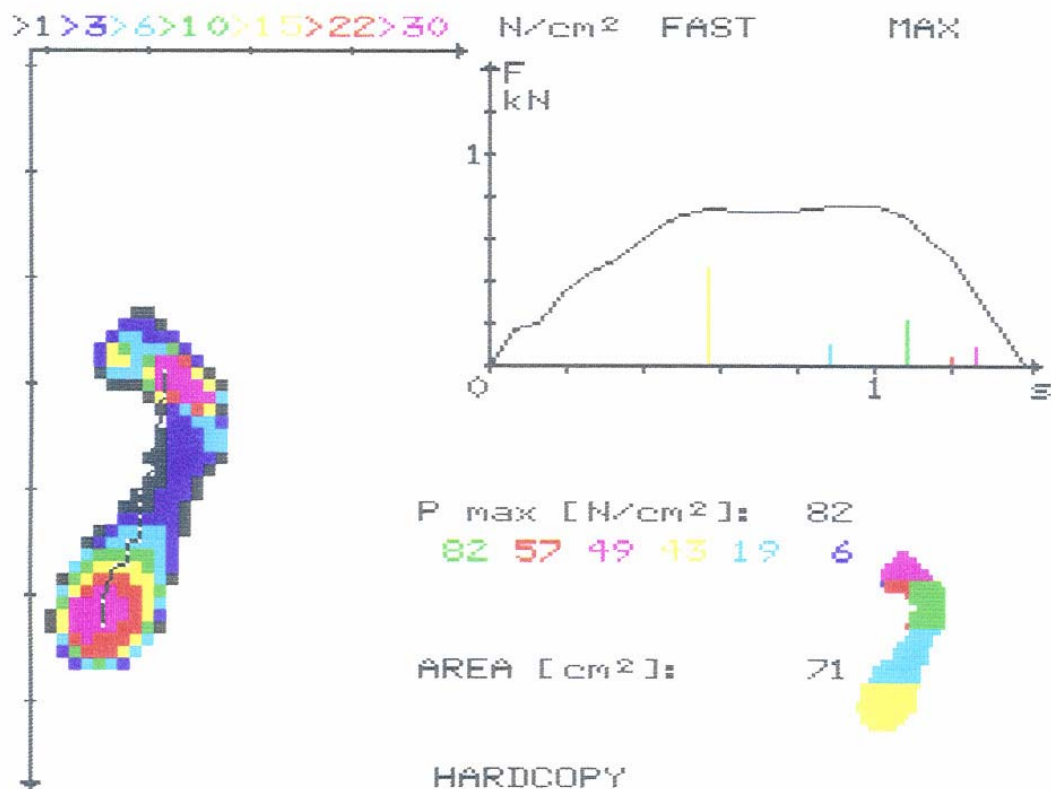 >1>3>6>10>15>22>30 N/cm² FAST MAX
F
kN
1
0 1 s
P max [N/cm²]: 82
82 57 49 43 19 6
AREA [cm²]: 71
HARDCOPY